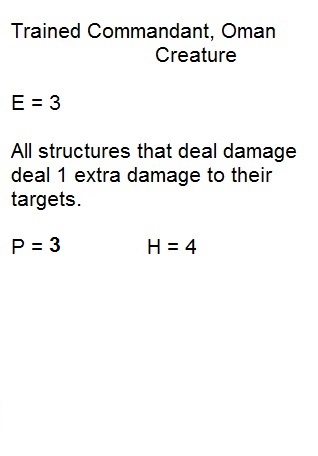 Trained Commandant, Oman
Creature
E = 3
All structures that deal damage
deal 1 extra damage to their
targets.
P = 3 H = 4